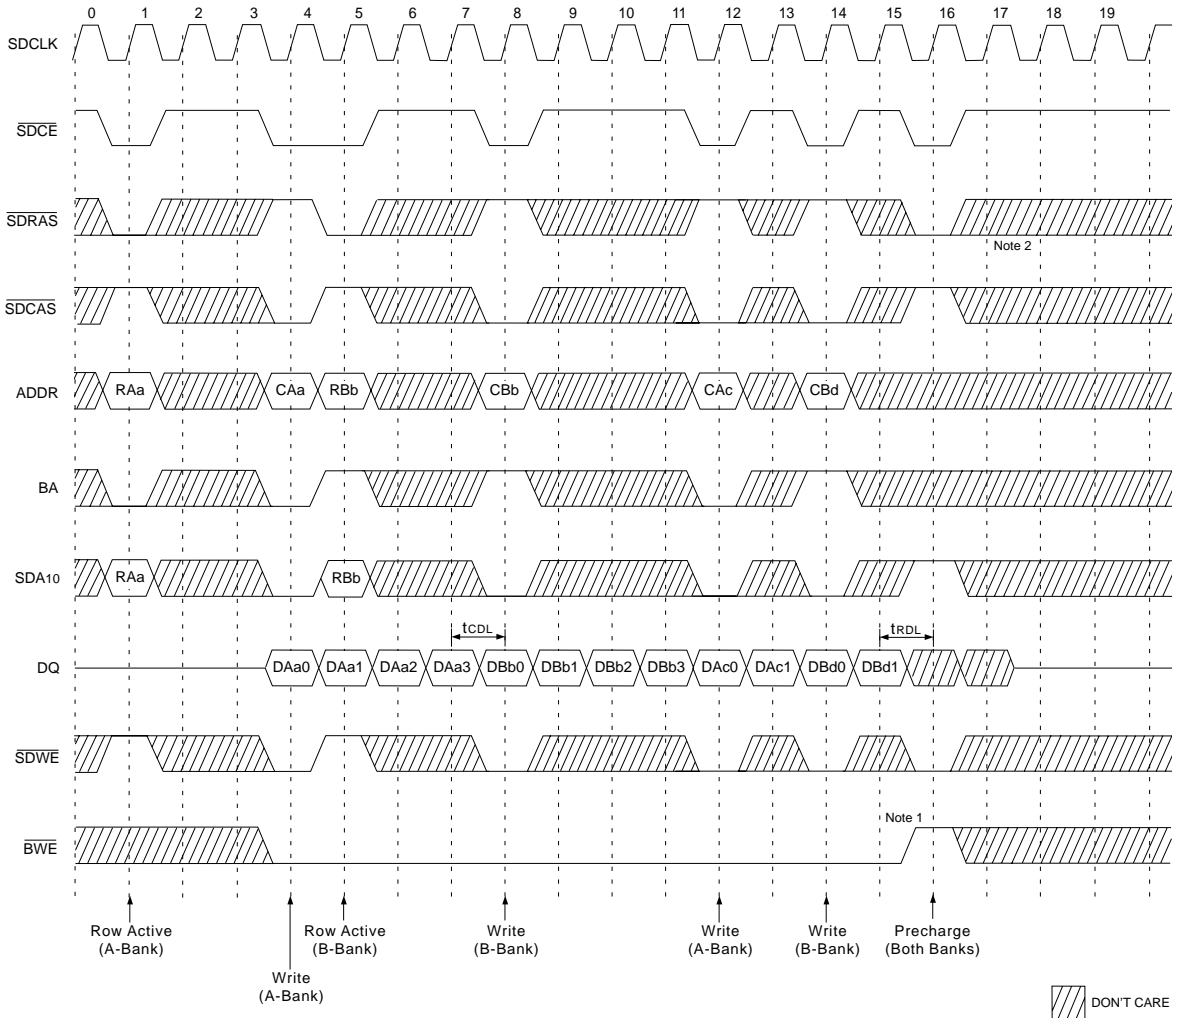 0 1 2 3 4 5 6 7 8 9 10 11 12 13 14 15 16 17 18 19
SDCLK
SDCE
SDRAS
Note 2
SDCAS
ADDR RAa CAa RBb CBb CAc CBd
BA
SDA10 RAa RBb
tCDL tRDL
DQ DAa0 DAa1 DAa2 DAa3 DBb0 DBb1 DBb2 DBb3 DAc0 DAc1 DBd0 DBd1
SDWE
Note 1
BWE
Row Active
(A-Bank)
Write
(A-Bank)
Row Active
(B-Bank)
Write
(B-Bank)
Write
(A-Bank)
Write
(B-Bank)
Precharge
(Both Banks)
DON'T CARE